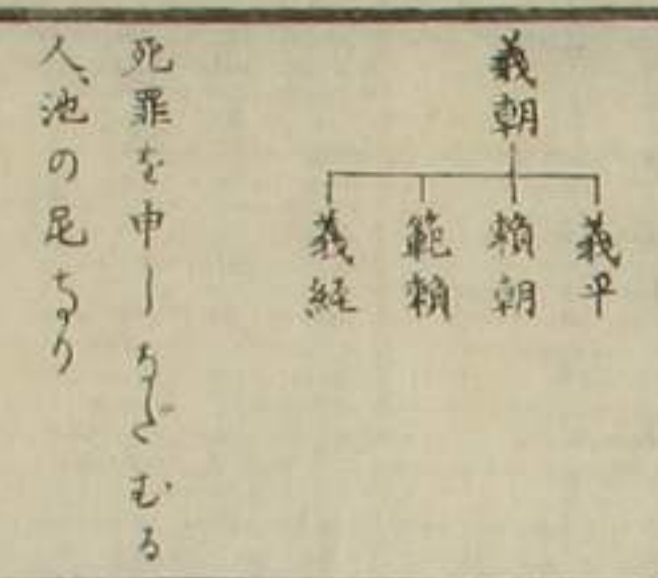 義朝
義平
頼朝
範頼
義純
死罪を申しなだむる
人、池の尼なり